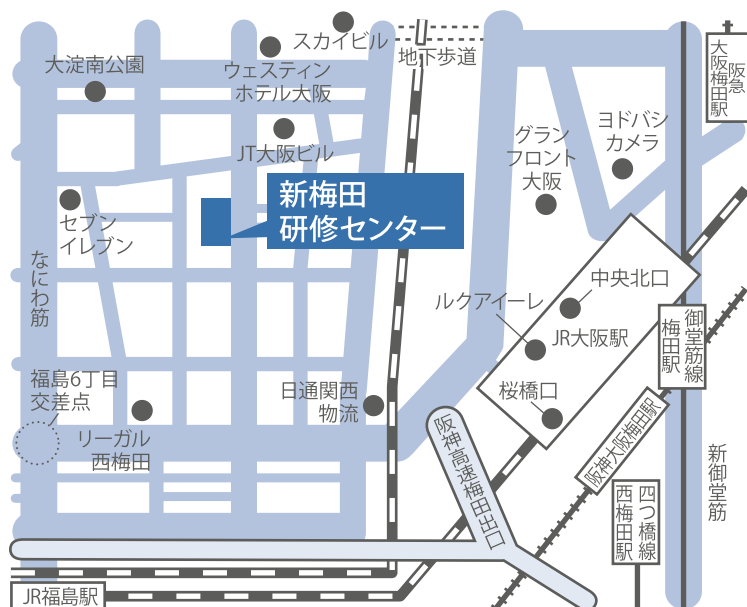 スカイビル
地下歩道
大阪梅田駅
阪急
大淀南公園
ウェスティン
ホテル大阪
JT大阪ビル
グラン
フロント
大阪
ヨドバシ
カメラ
新梅田
研修センター
セブン
イレブン
なにわ筋
中央北口
ルクアイーレ
JR大阪駅
御堂筋線
梅田駅
福島6丁目
交差点
日通関西
物流
桜橋口
リーガル
西梅田
阪神高速梅田出口
阪神大阪梅田駅
新御堂筋
四つ橋線
西梅田駅
JR福島駅